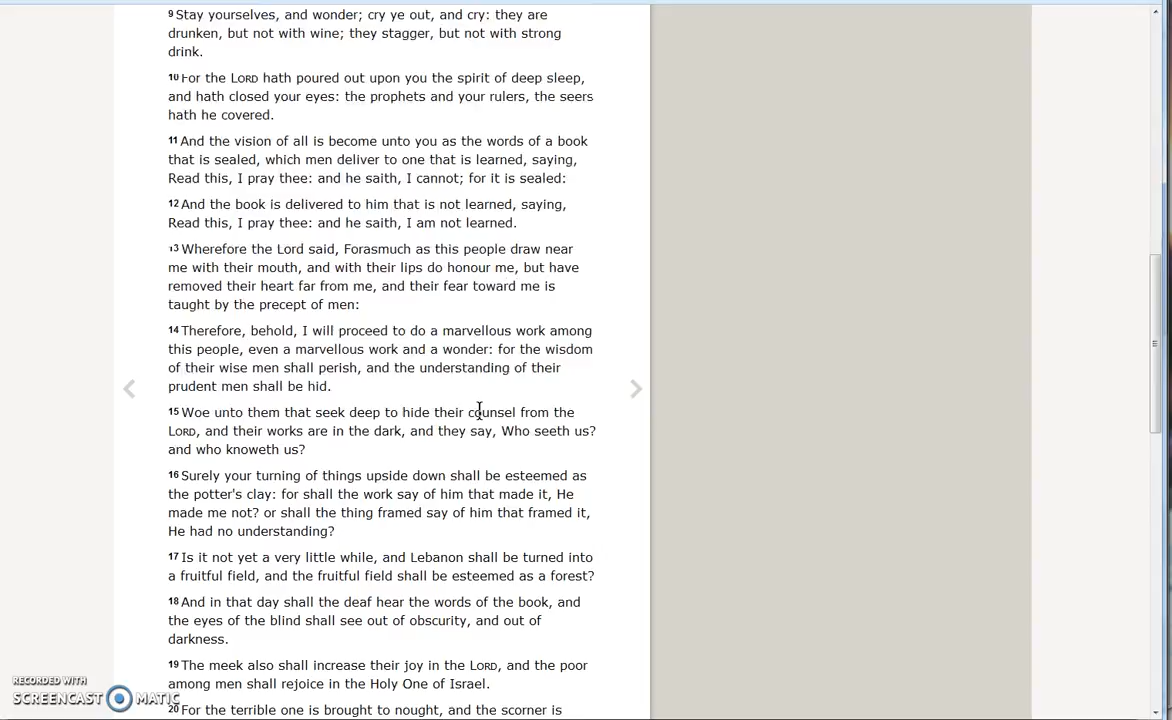 9 Stay yourselves, and wonder; cry ye out, and cry: they are
drunken, but not with wine; they stagger, but not with strong
drink.
10 For the LORD hath poured out upon you the spirit of deep sleep,
and hath closed your eyes: the prophets and your rulers, the seers
hath he covered.
11 And the vision of all is become unto you as the words of a book
that is sealed, which men deliver to one that is learned, saying,
Read this, I pray thee: and he saith, I cannot; for it is sealed:
12 And the book is delivered to him that is not learned, saying,
Read this, I pray thee: and he saith, I am not learned.
13 Wherefore the Lord said, Forasmuch as this people draw near
me with their mouth, and with their lips do honour me, but have
removed their heart far from me, and their fear toward me is
taught by the precept of men:
14 Therefore, behold, I will proceed to do a marvellous work among
this people, even a marvellous work and a wonder: for the wisdom
of their wise men shall perish, and the understanding of their
prudent men shall be hid.
15 Woe unto them that seek deep to hide their counsel from the
LORD, and their works are in the dark, and they say, Who seeth us?
and who knoweth us?
16 Surely your turning of things upside down shall be esteemed as
the potter's clay: for shall the work say of him that made it, He
made me not? or shall the thing framed say of him that framed it,
He had no understanding?
17 Is it not yet a very little while, and Lebanon shall be turned into
a fruitful field, and the fruitful field shall be esteemed as a forest?
18 And in that day shall the deaf hear the words of the book, and
the eyes of the blind shall see out of obscurity, and out of
darkness.
19 The meek also shall increase their joy in the LORD, and the poor
among men shall rejoice in the Holy One of Israel.
20 For the terrible one is brought to nought, and the scorner is
RECORDED WITH
SCREENCAST MATIC